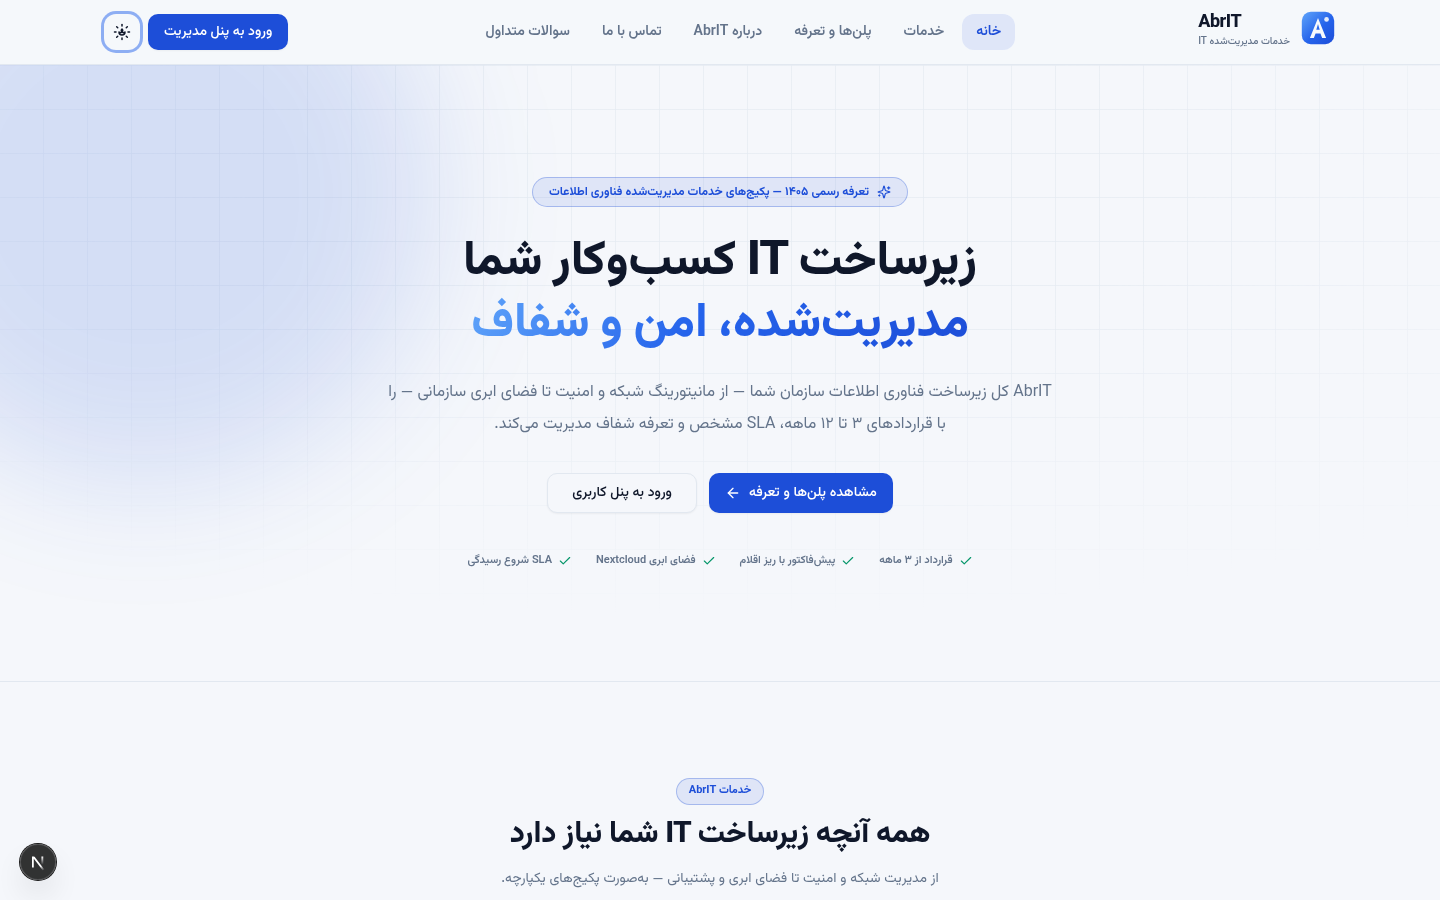 AbrIT
خدمات مدیریت‌شده IT
خانه
خدمات
پلن‌ها و تعرفه
درباره AbrIT
تماس با ما
سوالات متداول
ورود به پنل مدیریت
تعرفه رسمی ۱۴۰۵ — پکیج‌های خدمات مدیریت‌شده فناوری اطلاعات
زیرساخت IT کسب‌وکار شما
مدیریت‌شده، امن و شفاف
AbrIT کل زیرساخت فناوری اطلاعات سازمان شما — از مانیتورینگ شبکه و امنیت تا فضای ابری سازمانی — را
با قراردادهای ۳ تا ۱۲ ماهه، SLA مشخص و تعرفه شفاف مدیریت می‌کند.
مشاهده پلن‌ها و تعرفه
ورود به پنل کاربری
قرارداد از ۳ ماهه
پیش‌فاکتور با ریز اقلام
فضای ابری Nextcloud
SLA شروع رسیدگی
خدمات AbrIT
همه آنچه زیرساخت IT شما نیاز دارد
از مدیریت شبکه و امنیت تا فضای ابری و پشتیبانی — به‌صورت پکیج‌های یکپارچه.